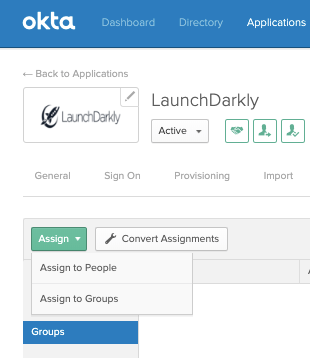 okta
Dashboard Directory Applications
← Back to Applications
LaunchDarkly
LaunchDarkly
Active
General Sign On Provisioning Import
Assign Convert Assignments
Assign to People
Assign to Groups
Groups